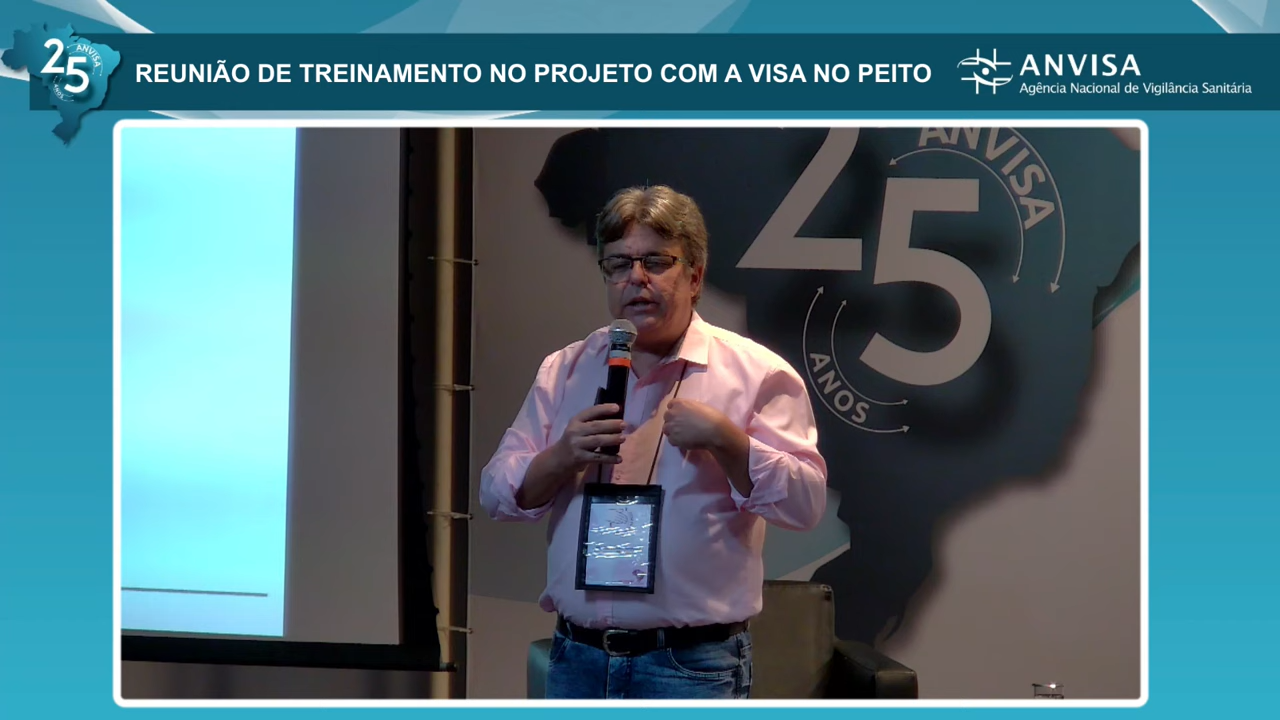 25
ANVISA
ANOS
REUNIÃO DE TREINAMENTO NO PROJETO COM A VISA NO PEITO
ANVISA
Agência Nacional de Vigilância Sanitária
ANVISA
25
ANOS